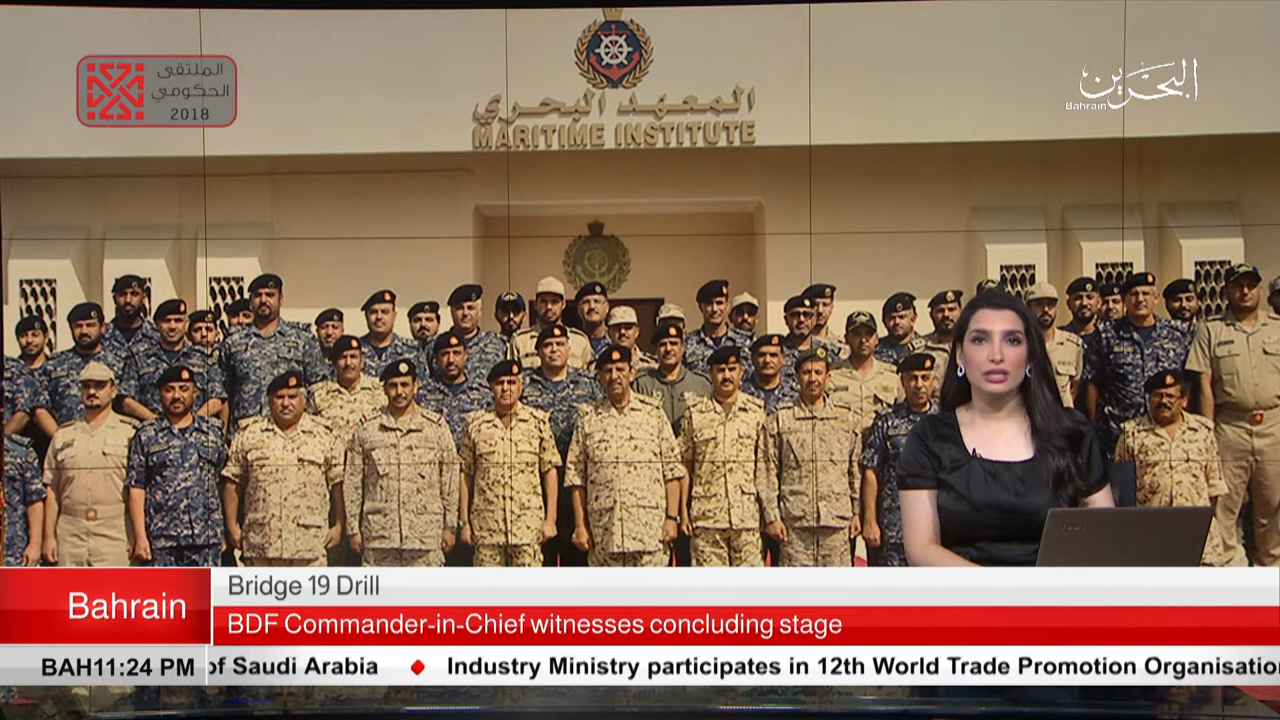 الملتقى
الحكومي
2018
البحرين
Bahrain
المعهد البحري
MARITIME INSTITUTE
Bahrain
Bridge 19 Drill
BDF Commander-in-Chief witnesses concluding stage
BAH11:24 PM
of Saudi Arabia
Industry Ministry participates in 12th World Trade Promotion